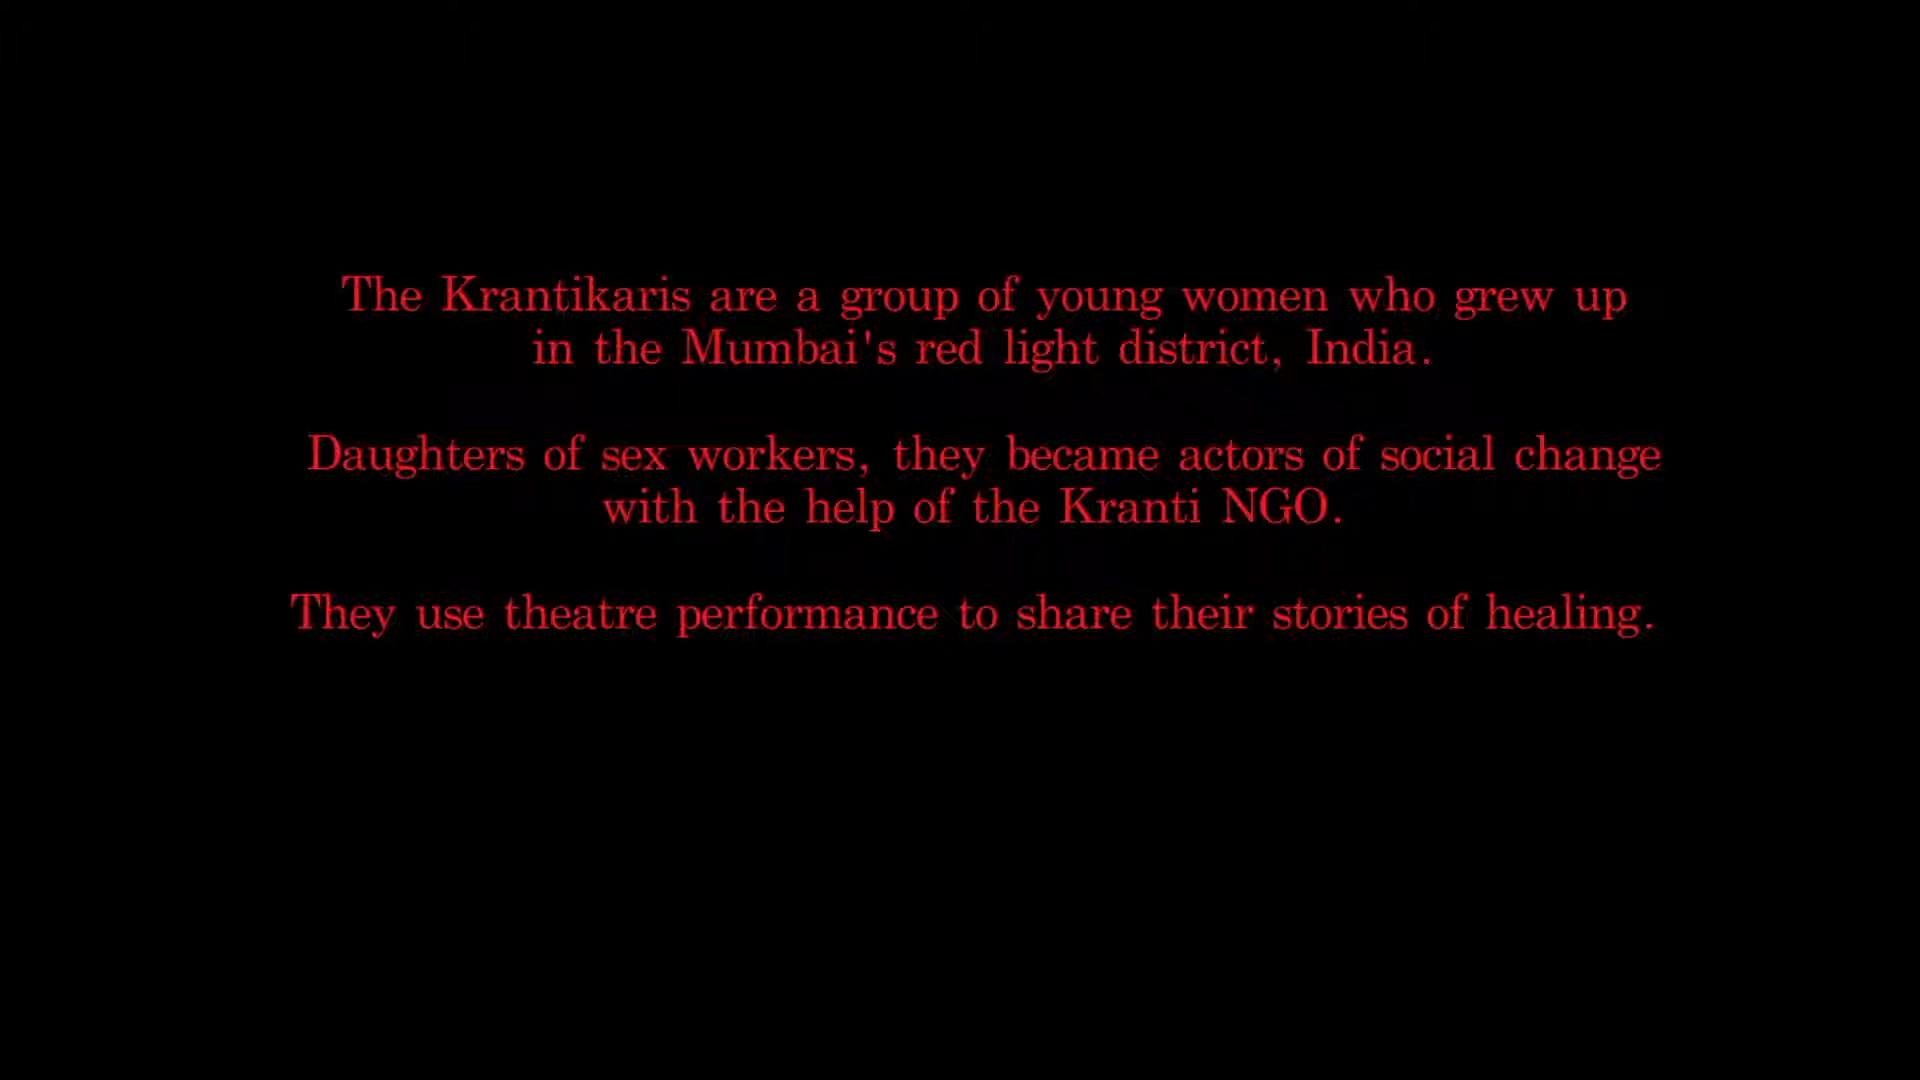 The Krantikaris are a group of young women who grew up
in the Mumbai's red light district, India.
Daughters of sex workers, they became actors of social change
with the help of the Kranti NGO.
They use theatre performance to share their stories of healing.